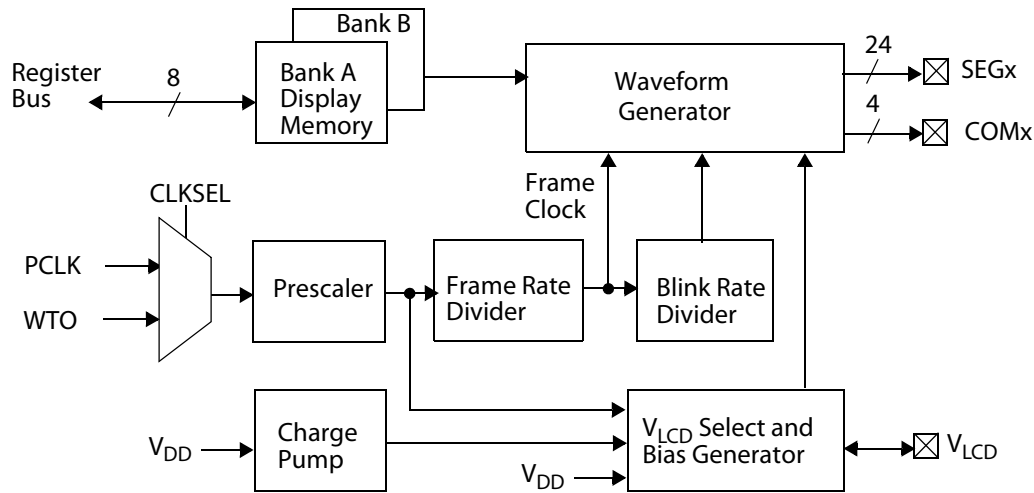 Bank B
24
Register
Bus
8
Bank A
Display
Memory
Waveform
Generator
SEGx
4
COMx
Frame
Clock
CLKSEL
PCLK
WTO
Prescaler
Frame Rate
Divider
Blink Rate
Divider
VDD
Charge
Pump
VLCD Select and
Bias Generator
VDD
VLCD